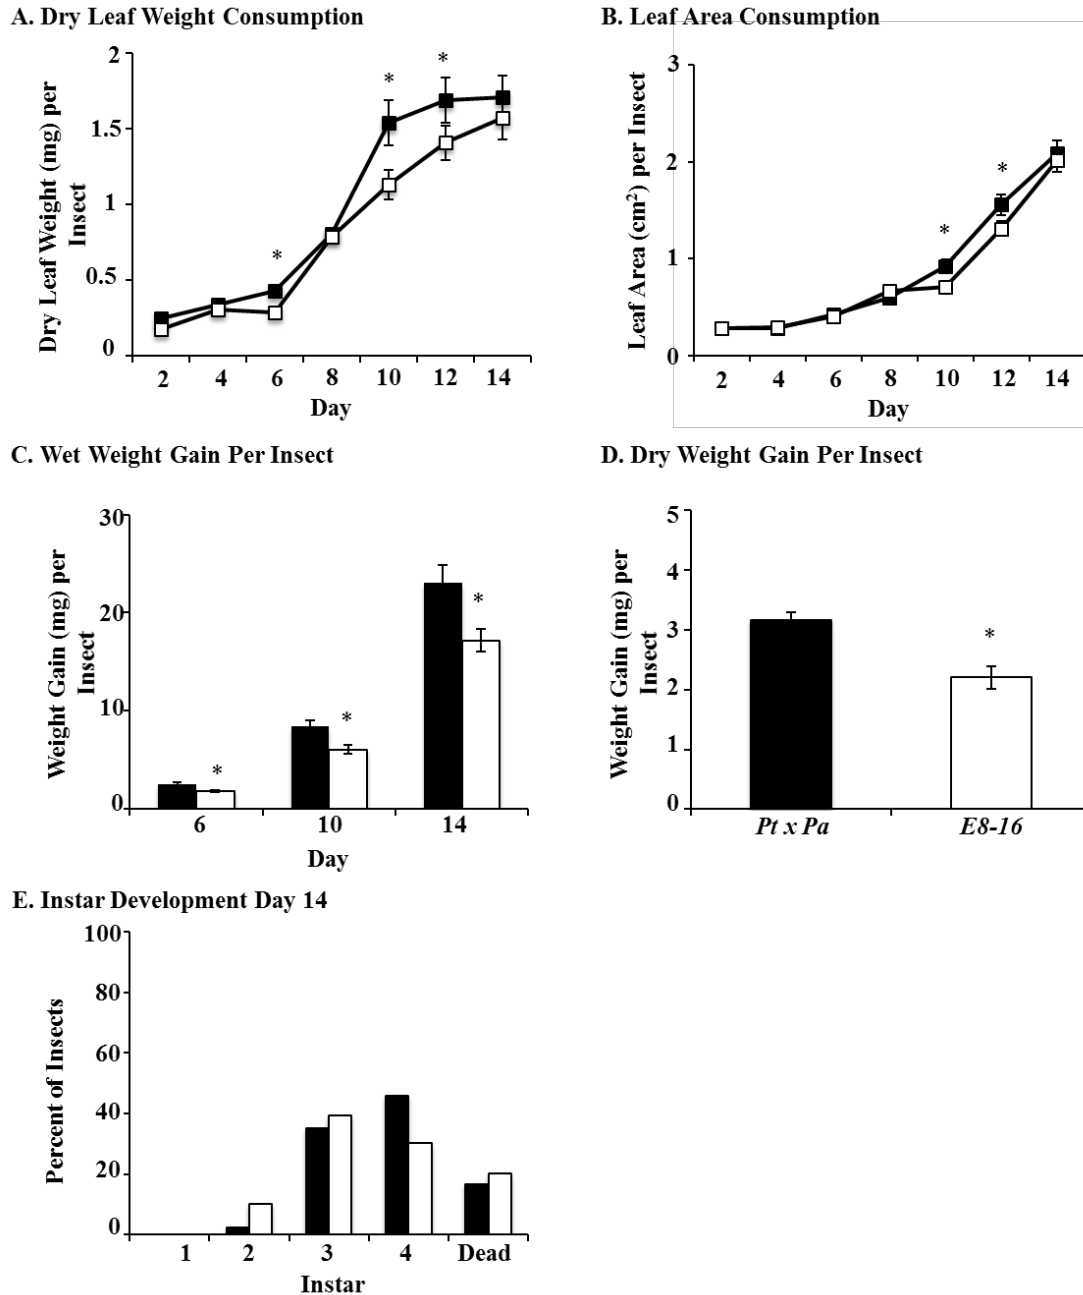 A. Dry Leaf Weight Consumption
Dry Leaf Weight (mg) per
Insect
2
1.5
1
0.5
0
*
*
*
2 4 6 8 10 12 14
Day
B. Leaf Area Consumption
Leaf Area (cm²) per Insect
3
2
1
0
*
*
2 4 6 8 10 12 14
Day
C. Wet Weight Gain Per Insect
Weight Gain (mg) per
Insect
30
20
10
0
*
*
*
6 10 14
Day
D. Dry Weight Gain Per Insect
Weight Gain (mg) per
Insect
5
4
3
2
1
0
*
Pt x Pa E8-16
E. Instar Development Day 14
Percent of Insects
100
80
60
40
20
0
1 2 3 4 Dead
Instar